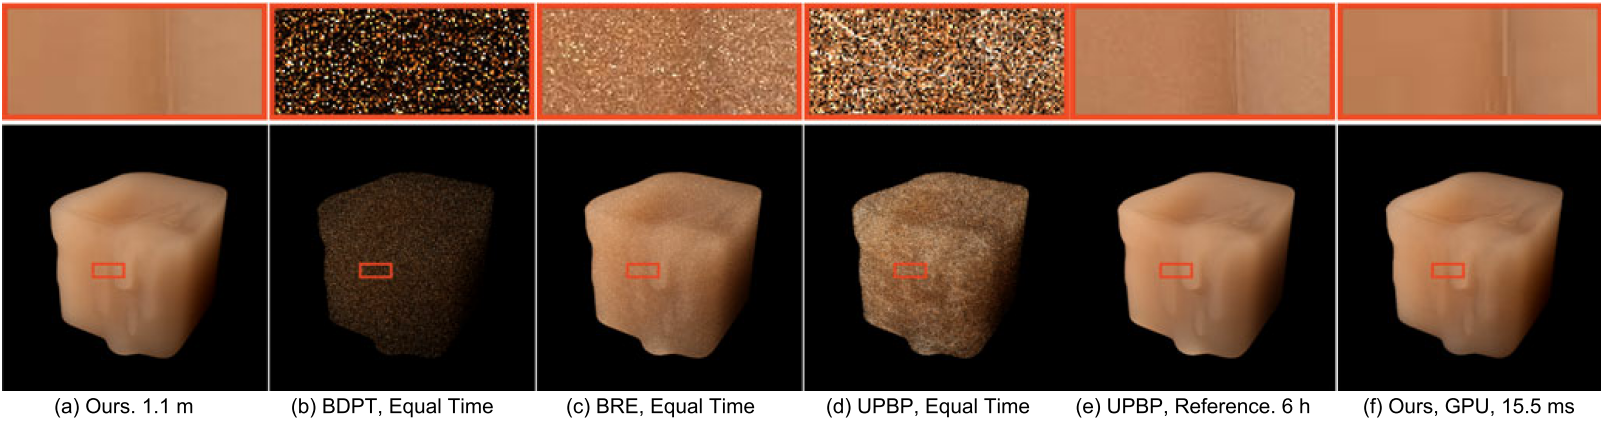 (a) Ours. 1.1 m
(b) BDPT, Equal Time
(c) BRE, Equal Time
(d) UPBP, Equal Time
(e) UPBP, Reference. 6 h
(f) Ours, GPU, 15.5 ms